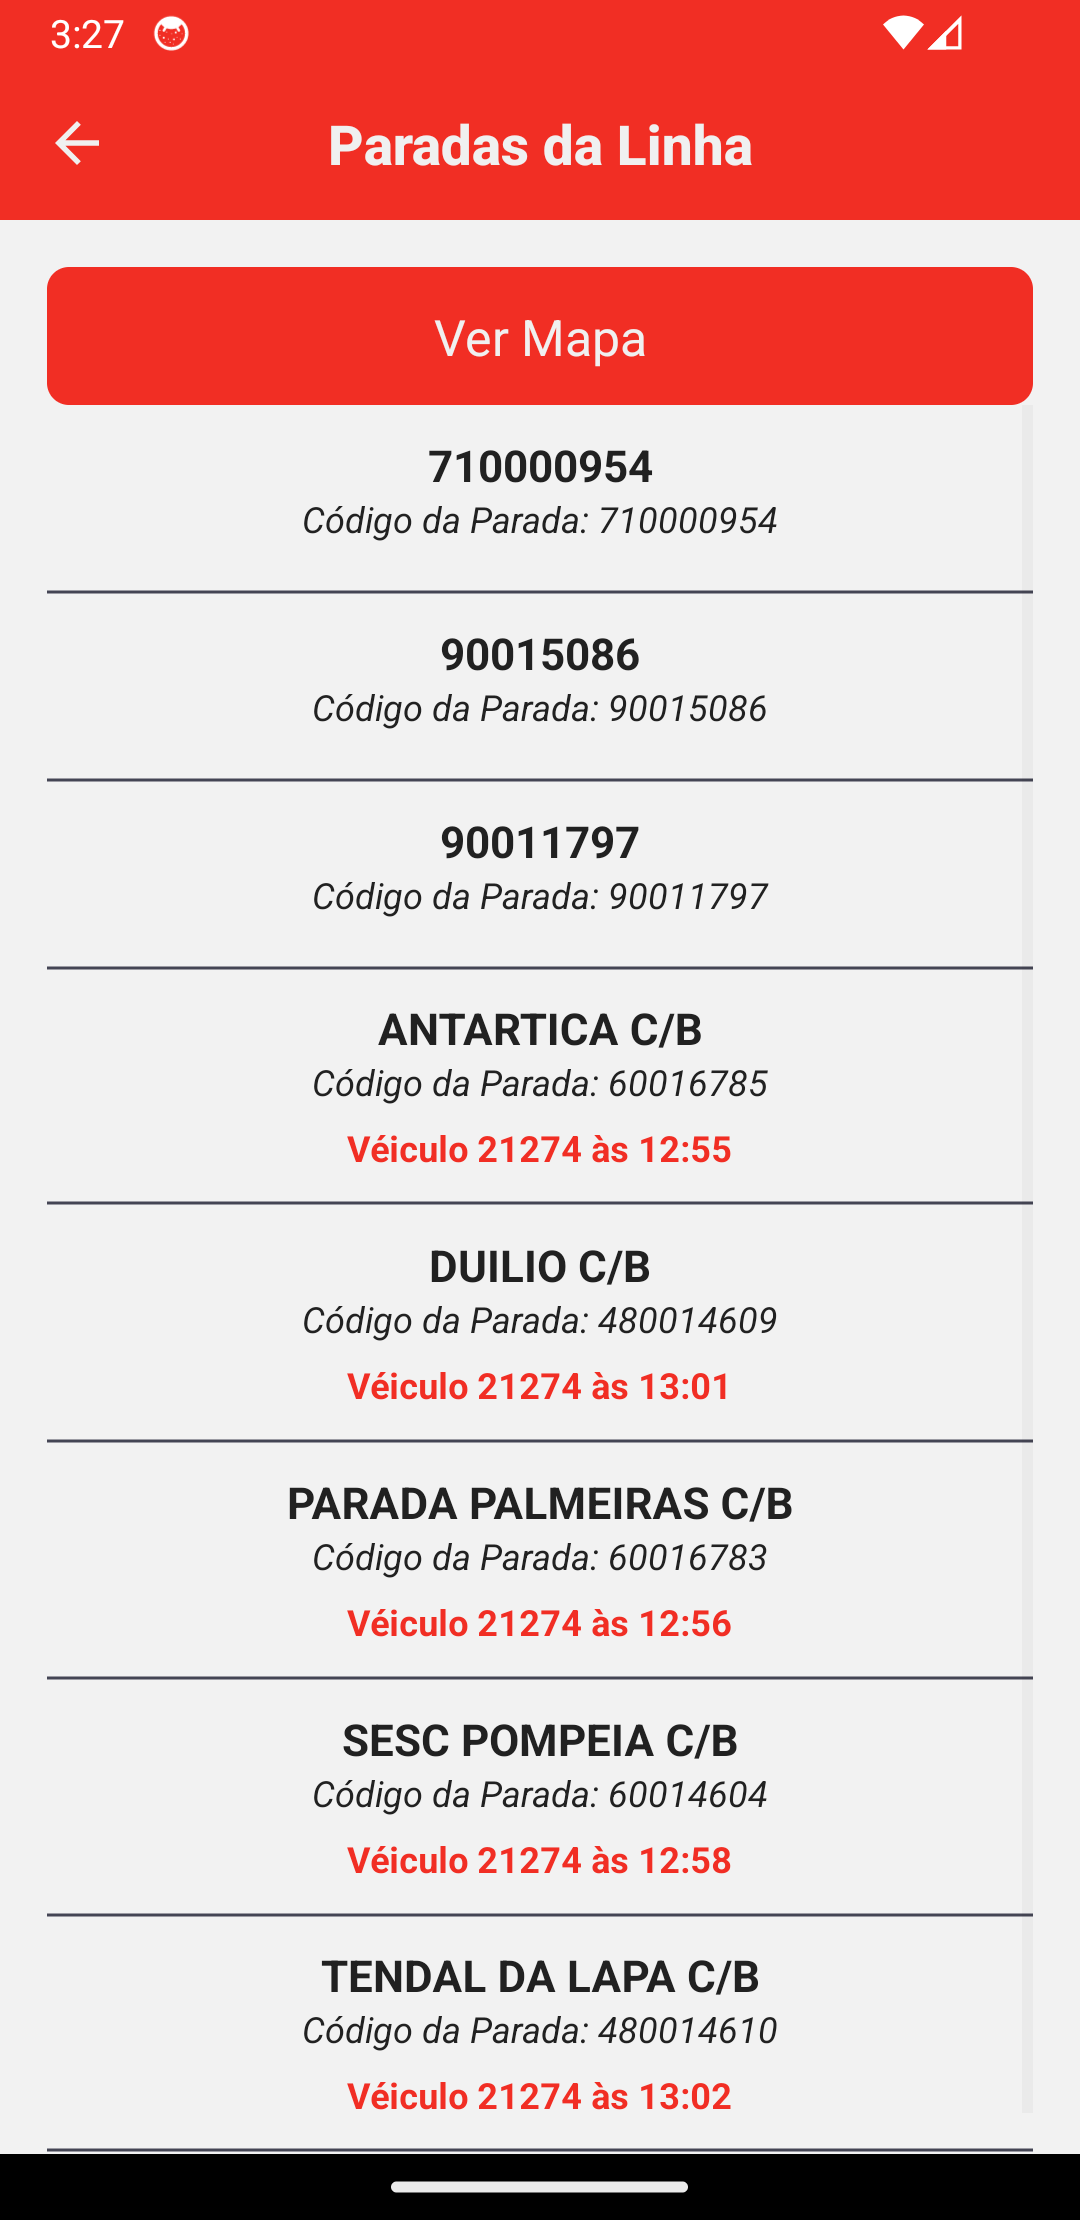 3:27
Paradas da Linha
Ver Mapa
710000954
Código da Parada: 710000954
90015086
Código da Parada: 90015086
90011797
Código da Parada: 90011797
ANTARTICA C/B
Código da Parada: 60016785
Véiculo 21274 às 12:55
DUILIO C/B
Código da Parada: 480014609
Véiculo 21274 às 13:01
PARADA PALMEIRAS C/B
Código da Parada: 60016783
Véiculo 21274 às 12:56
SESC POMPEIA C/B
Código da Parada: 60014604
Véiculo 21274 às 12:58
TENDAL DA LAPA C/B
Código da Parada: 480014610
Véiculo 21274 às 13:02